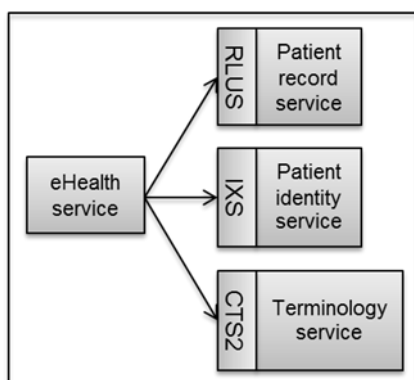 eHealth
service
RLUS
Patient
record
service
IXS
Patient
identity
service
CTS2
Terminology
service